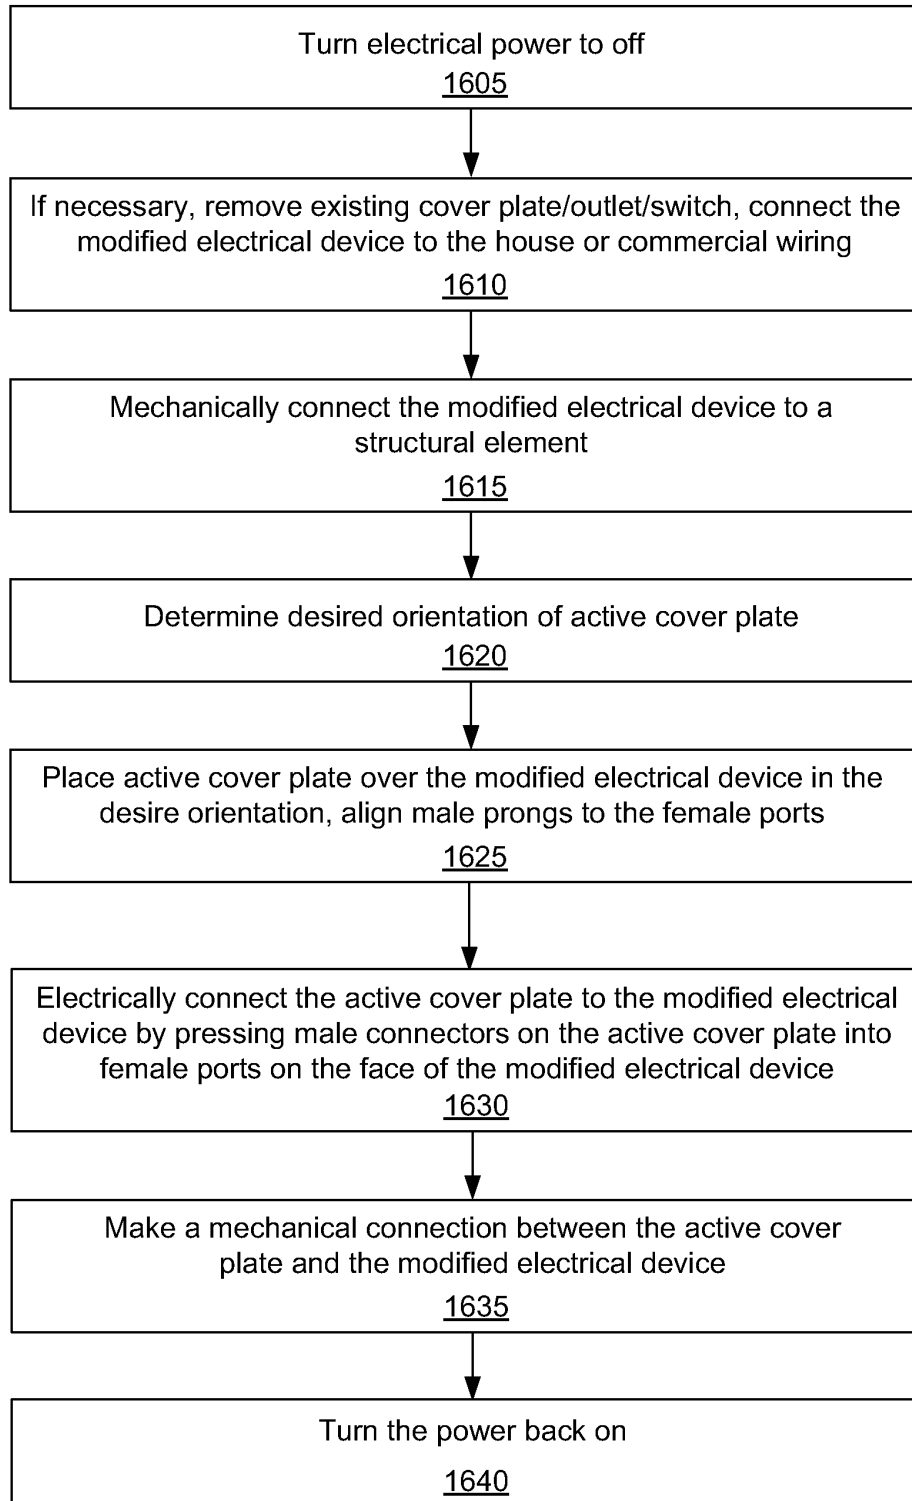 Turn electrical power to off
1605
If necessary, remove existing cover plate/outlet/switch, connect the
modified electrical device to the house or commercial wiring
1610
Mechanically connect the modified electrical device to a
structural element
1615
Determine desired orientation of active cover plate
1620
Place active cover plate over the modified electrical device in the
desire orientation, align male prongs to the female ports
1625
Electrically connect the active cover plate to the modified electrical
device by pressing male connectors on the active cover plate into
female ports on the face of the modified electrical device
1630
Make a mechanical connection between the active cover
plate and the modified electrical device
1635
Turn the power back on
1640